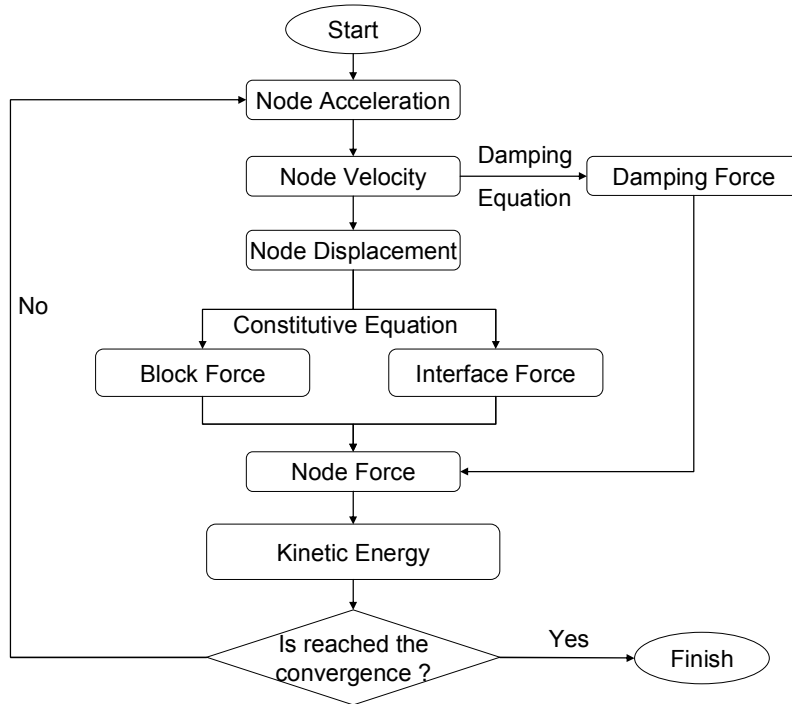 Start
Node Acceleration
Node Velocity
Damping
Equation
Damping Force
Node Displacement
No
Constitutive Equation
Block Force
Interface Force
Node Force
Kinetic Energy
Is reached the
convergence ?
Yes
Finish